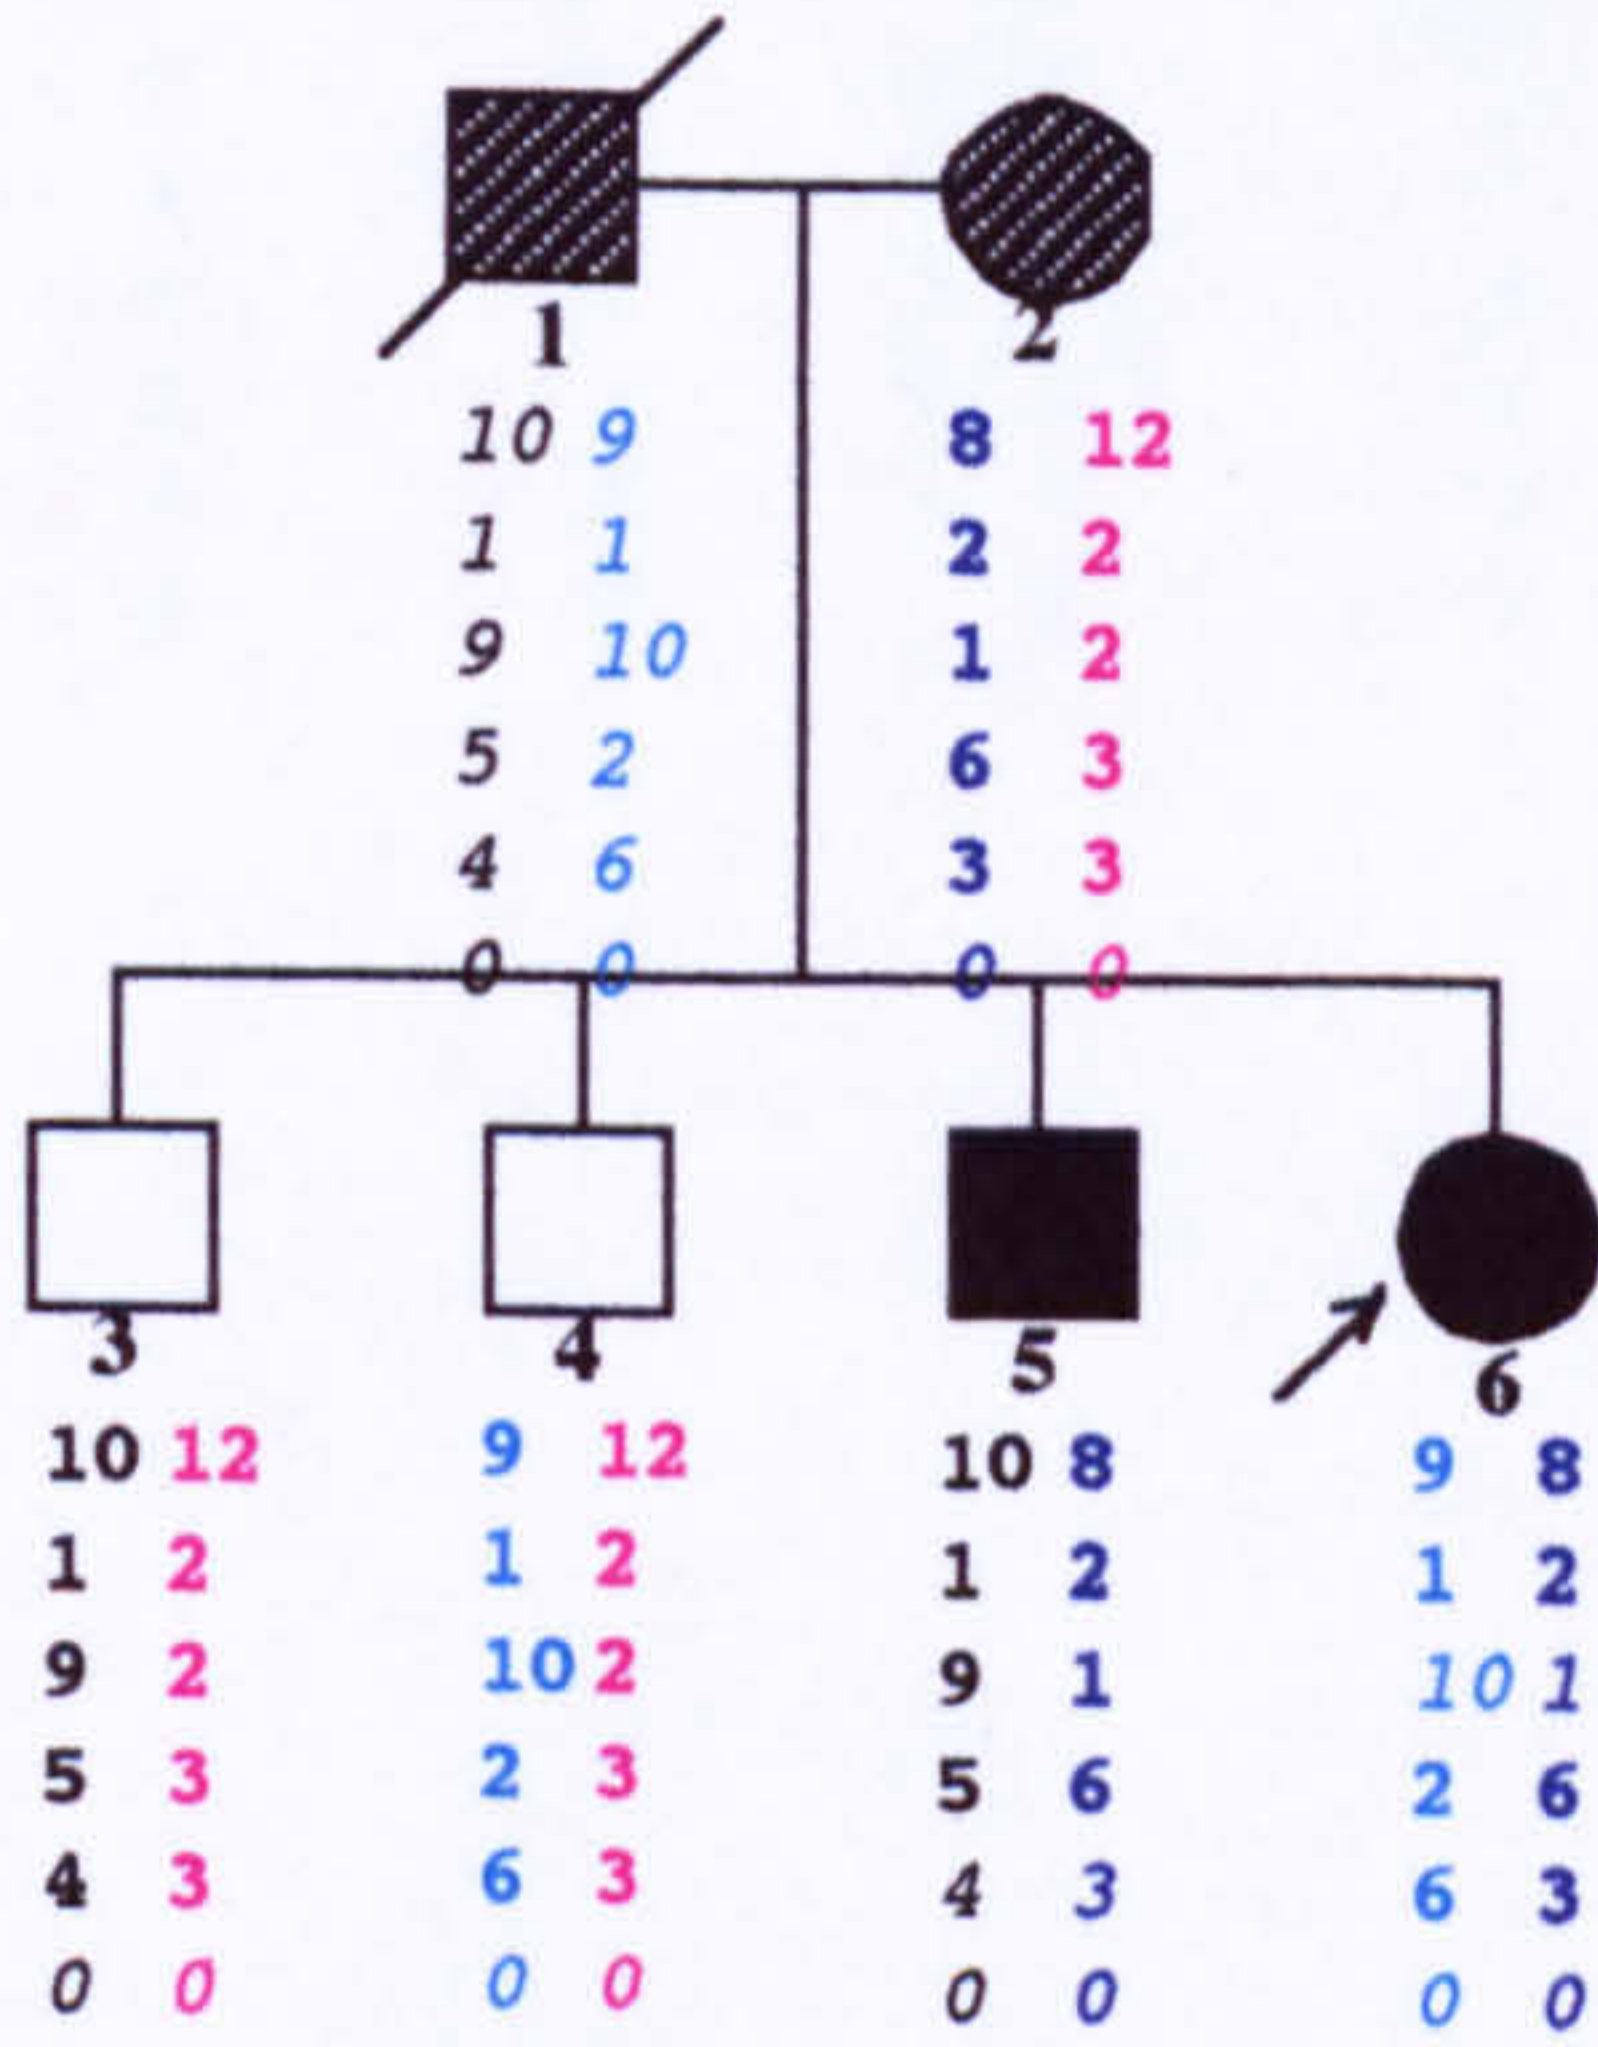 1 2
10 9 8 12
1 1 2 2
9 10 1 2
5 2 6 3
4 6 3 3
0 0 0 0
3 4 5 6
10 12 9 12 10 8 9 8
1 2 1 2 1 2 1 2
9 2 10 2 9 1 10 1
5 3 2 3 5 6 2 6
4 3 6 3 4 3 6 3
0 0 0 0 0 0 0 0